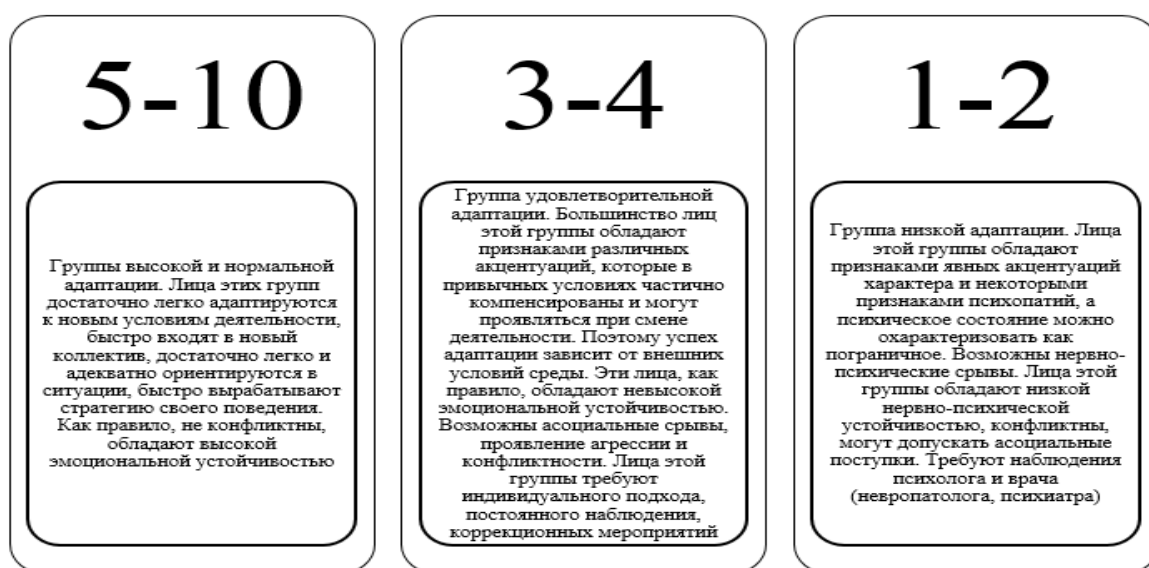 5-10
Группы высокой и нормальной
адаптации. Лица этих групп
достаточно легко адаптируются
к новым условиям деятельности,
быстро входят в новый
коллектив, достаточно легко и
адекватно ориентируются в
ситуации, быстро вырабатывают
стратегию своего поведения.
Как правило, не конфликтны,
обладают высокой
эмоциональной устойчивостью
3-4
Группа удовлетворительной
адаптации. Большинство лиц
этой группы обладают
признаками различных
акцентуаций, которые в
привычных условиях частично
компенсированы и могут
проявляться при смене
деятельности. Поэтому успех
адаптации зависит от внешних
условий среды. Эти лица, как
правило, обладают невысокой
эмоциональной устойчивостью.
Возможны асоциальные срывы,
проявление агрессии и
конфликтности. Лица этой
группы требуют
индивидуального подхода,
постоянного наблюдения,
коррекционных мероприятий
1-2
Группа низкой адаптации. Лица
этой группы обладают
признаками явных акцентуаций
характера и некоторыми
признаками психопатий, а
психическое состояние можно
охарактеризовать как
пограничное. Возможны нервно-
психические срывы. Лица этой
группы обладают низкой
нервно-психической
устойчивостью, конфликтны,
могут допускать асоциальные
поступки. Требуют наблюдения
психолога и врача
(невропатолога, психиатра)